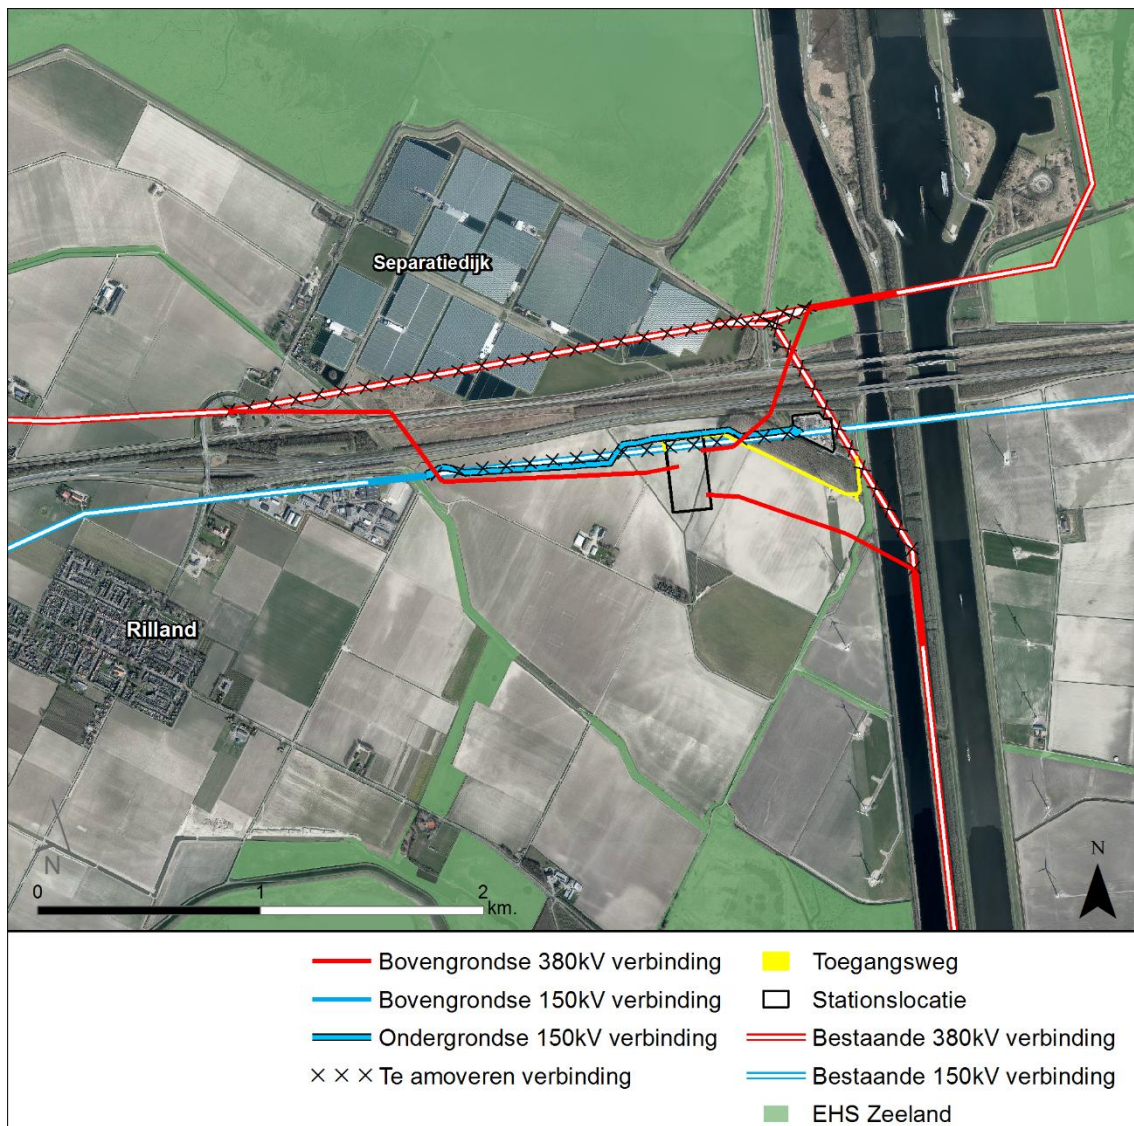 Separatiedijk
Rilland
N
0 1 2
km.
N
Bovengrondse 380kV verbinding
Bovengrondse 150kV verbinding
Ondergrondse 150kV verbinding
Te amoveren verbinding
Toegangsweg
Stationslocatie
Bestaande 380kV verbinding
Bestaande 150kV verbinding
EHS Zeeland